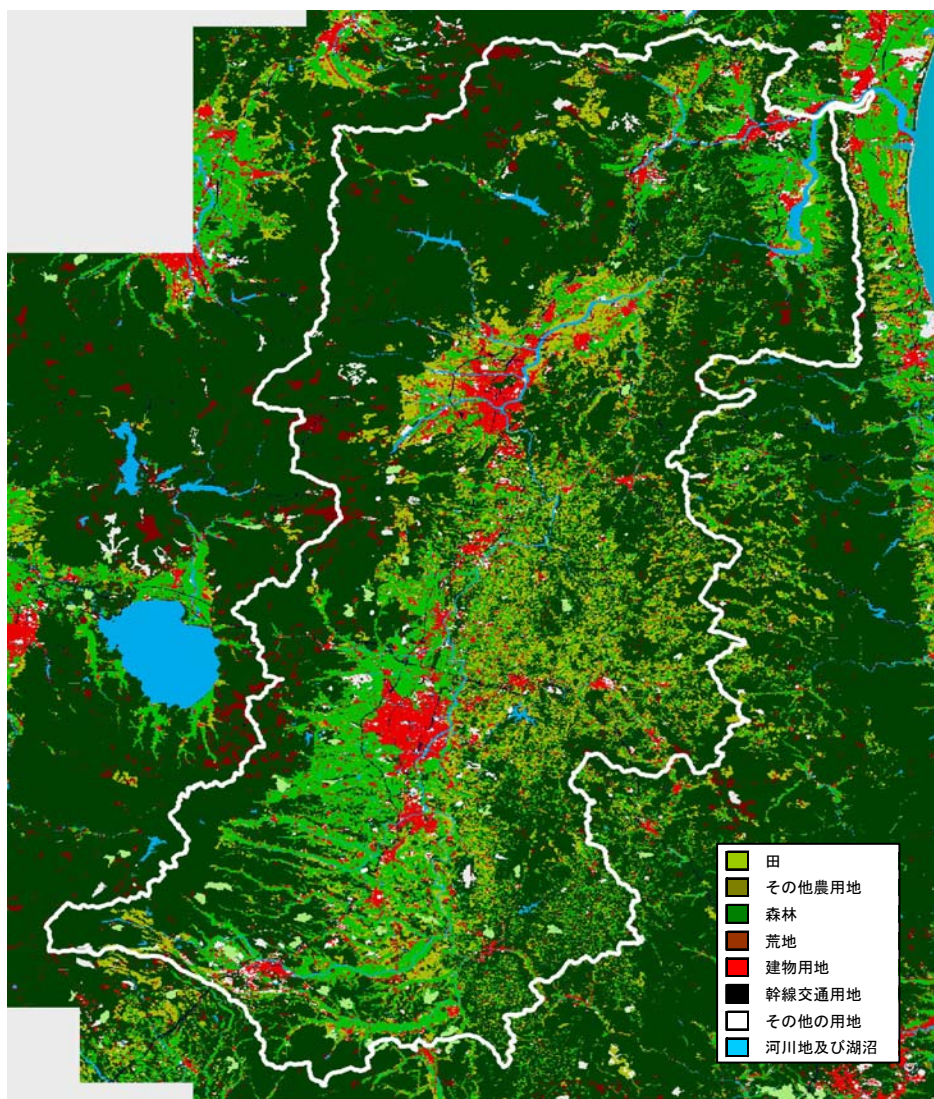 田
その他農用地
森林
荒地
建物用地
幹線交通用地
その他の用地
河川地及び湖沼